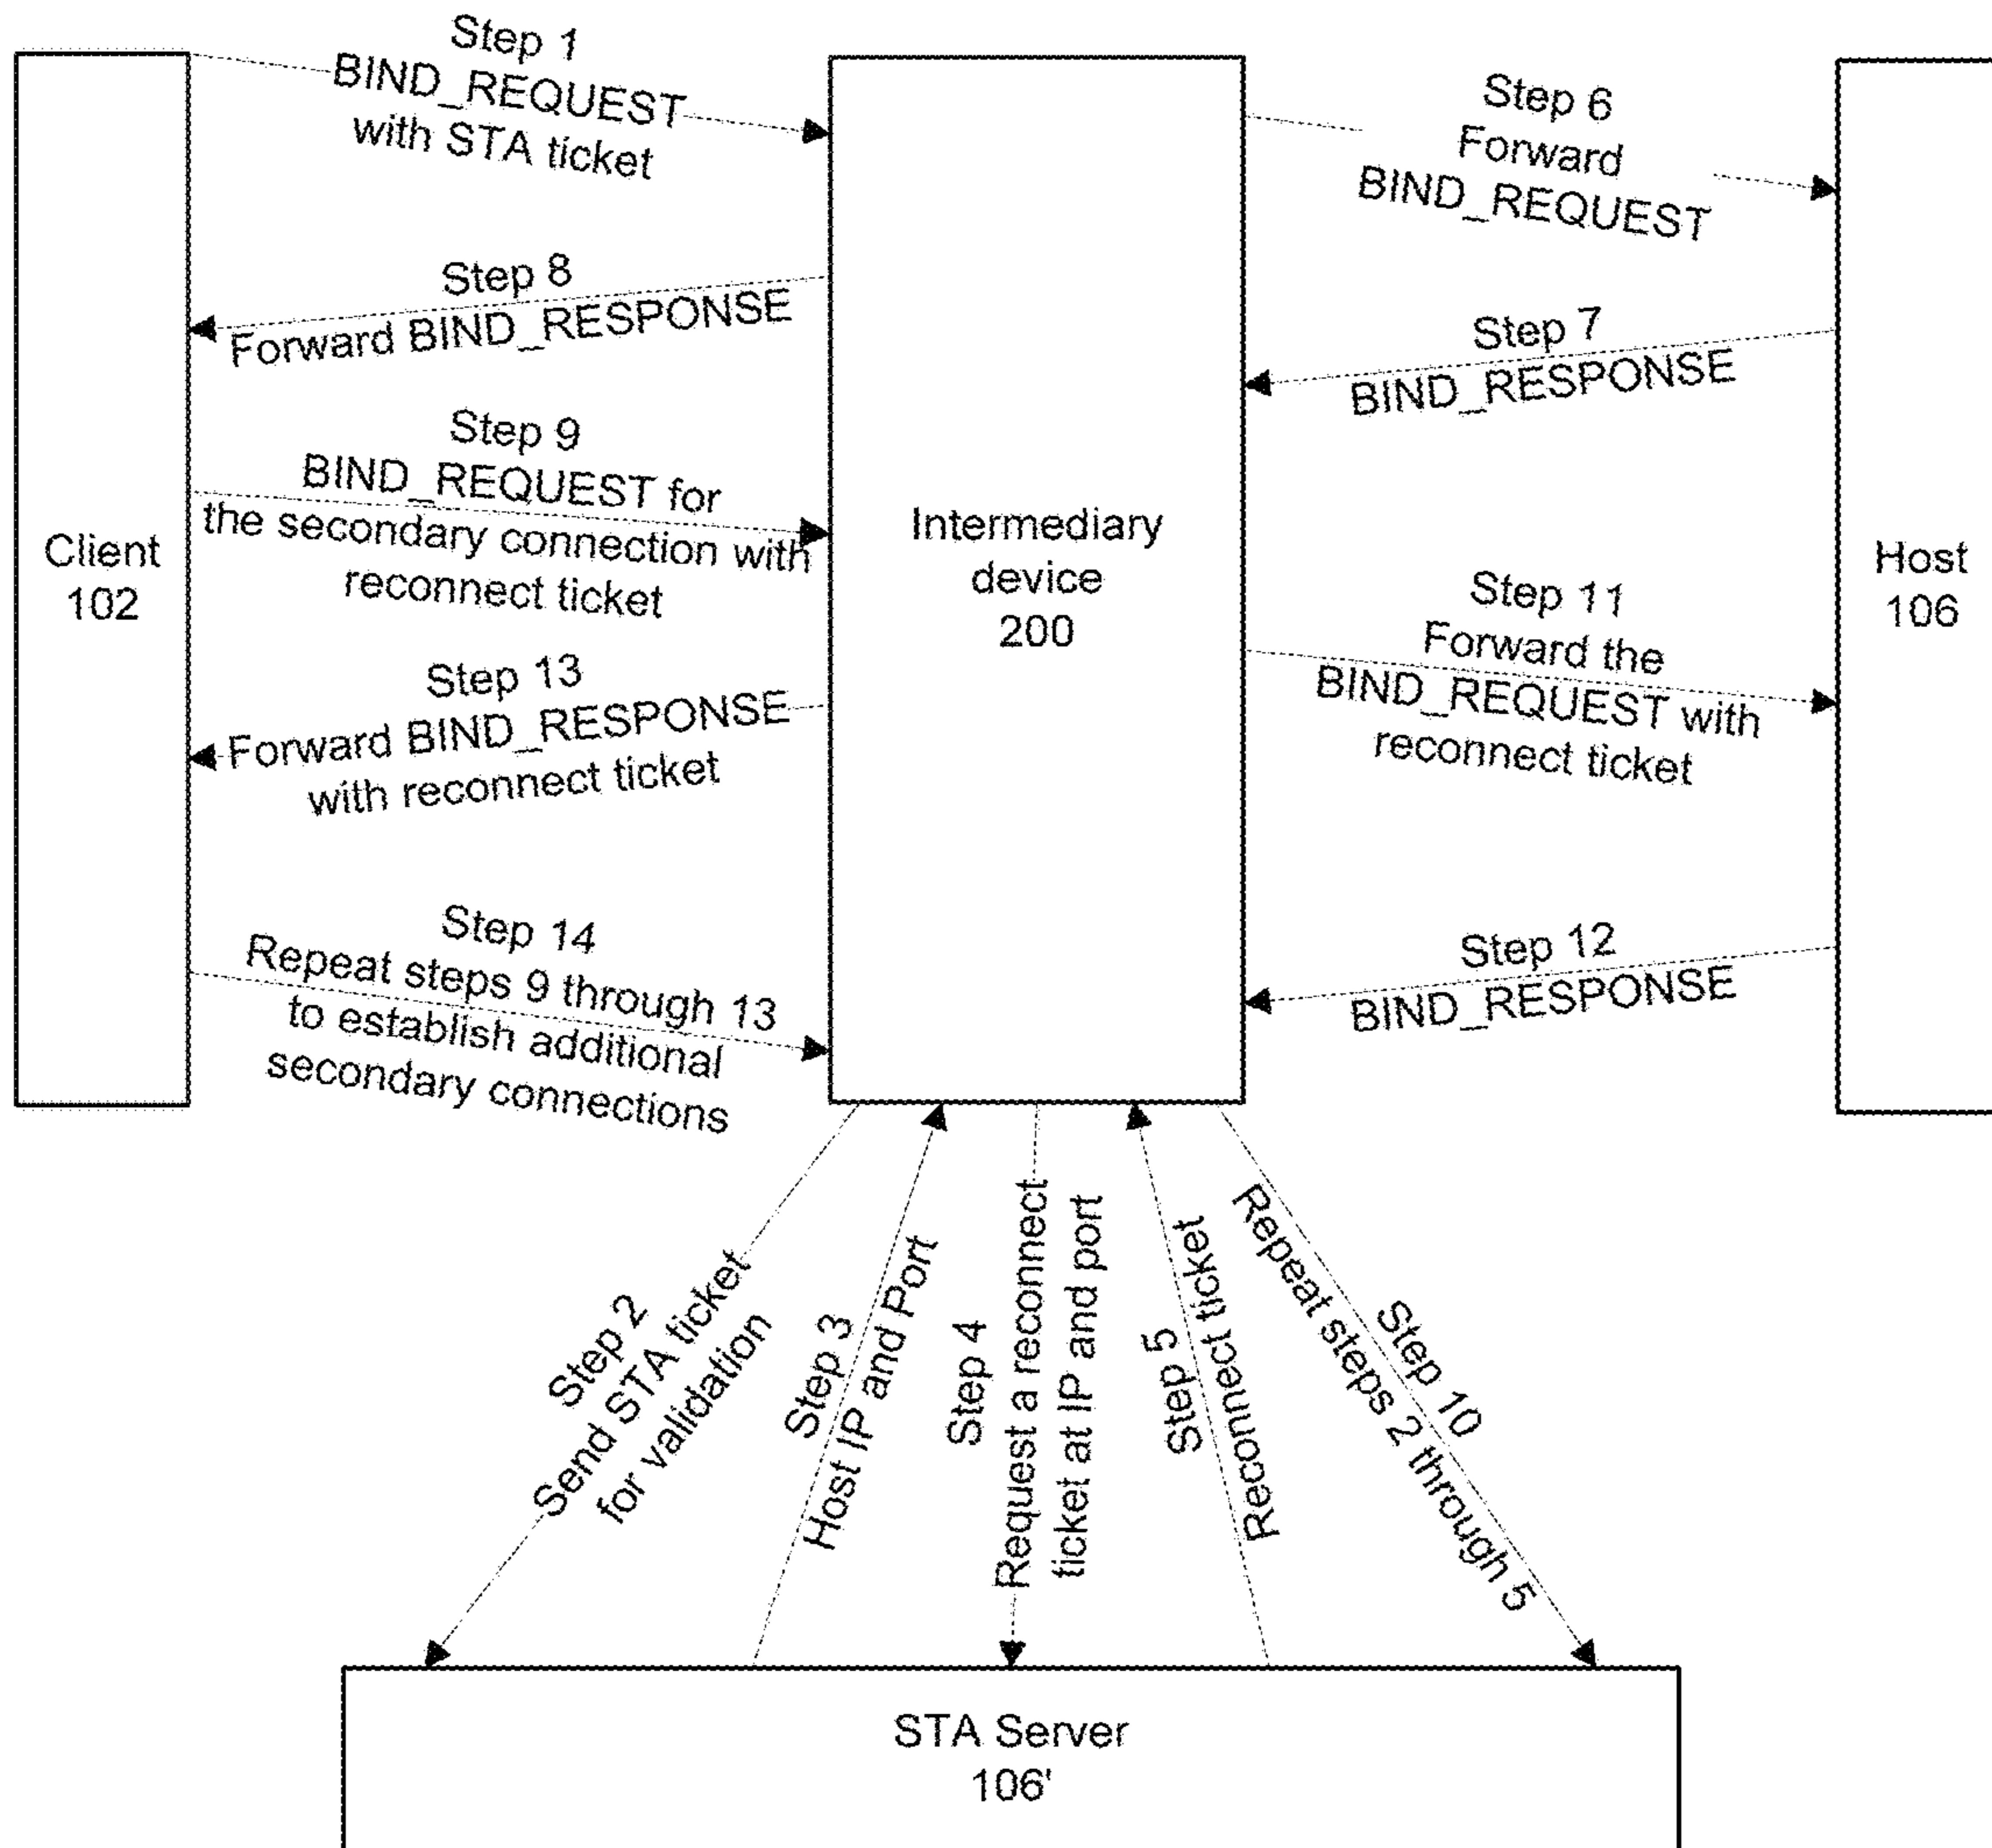 Step 1
BIND_REQUEST
with STA ticket
Step 6
Forward
BIND_REQUEST
Step 8
Forward BIND_RESPONSE
Step 7
BIND_RESPONSE
Step 9
BIND_REQUEST for
the secondary connection with
reconnect ticket
Client
102
Intermediary
device
200
Host
106
Step 11
Forward the
BIND_REQUEST with
reconnect ticket
Step 13
Forward BIND_RESPONSE
with reconnect ticket
Step 14
Repeat steps 9 through 13
to establish additional
secondary connections
Step 12
BIND_RESPONSE
Step 2
Send STA ticket
for validation
Step 3
Host IP and Port
Step 4
Request a reconnect
ticket at IP and port
Step 5
Reconnect ticket
Step 10
Repeat steps 2 through 5
STA Server
106'